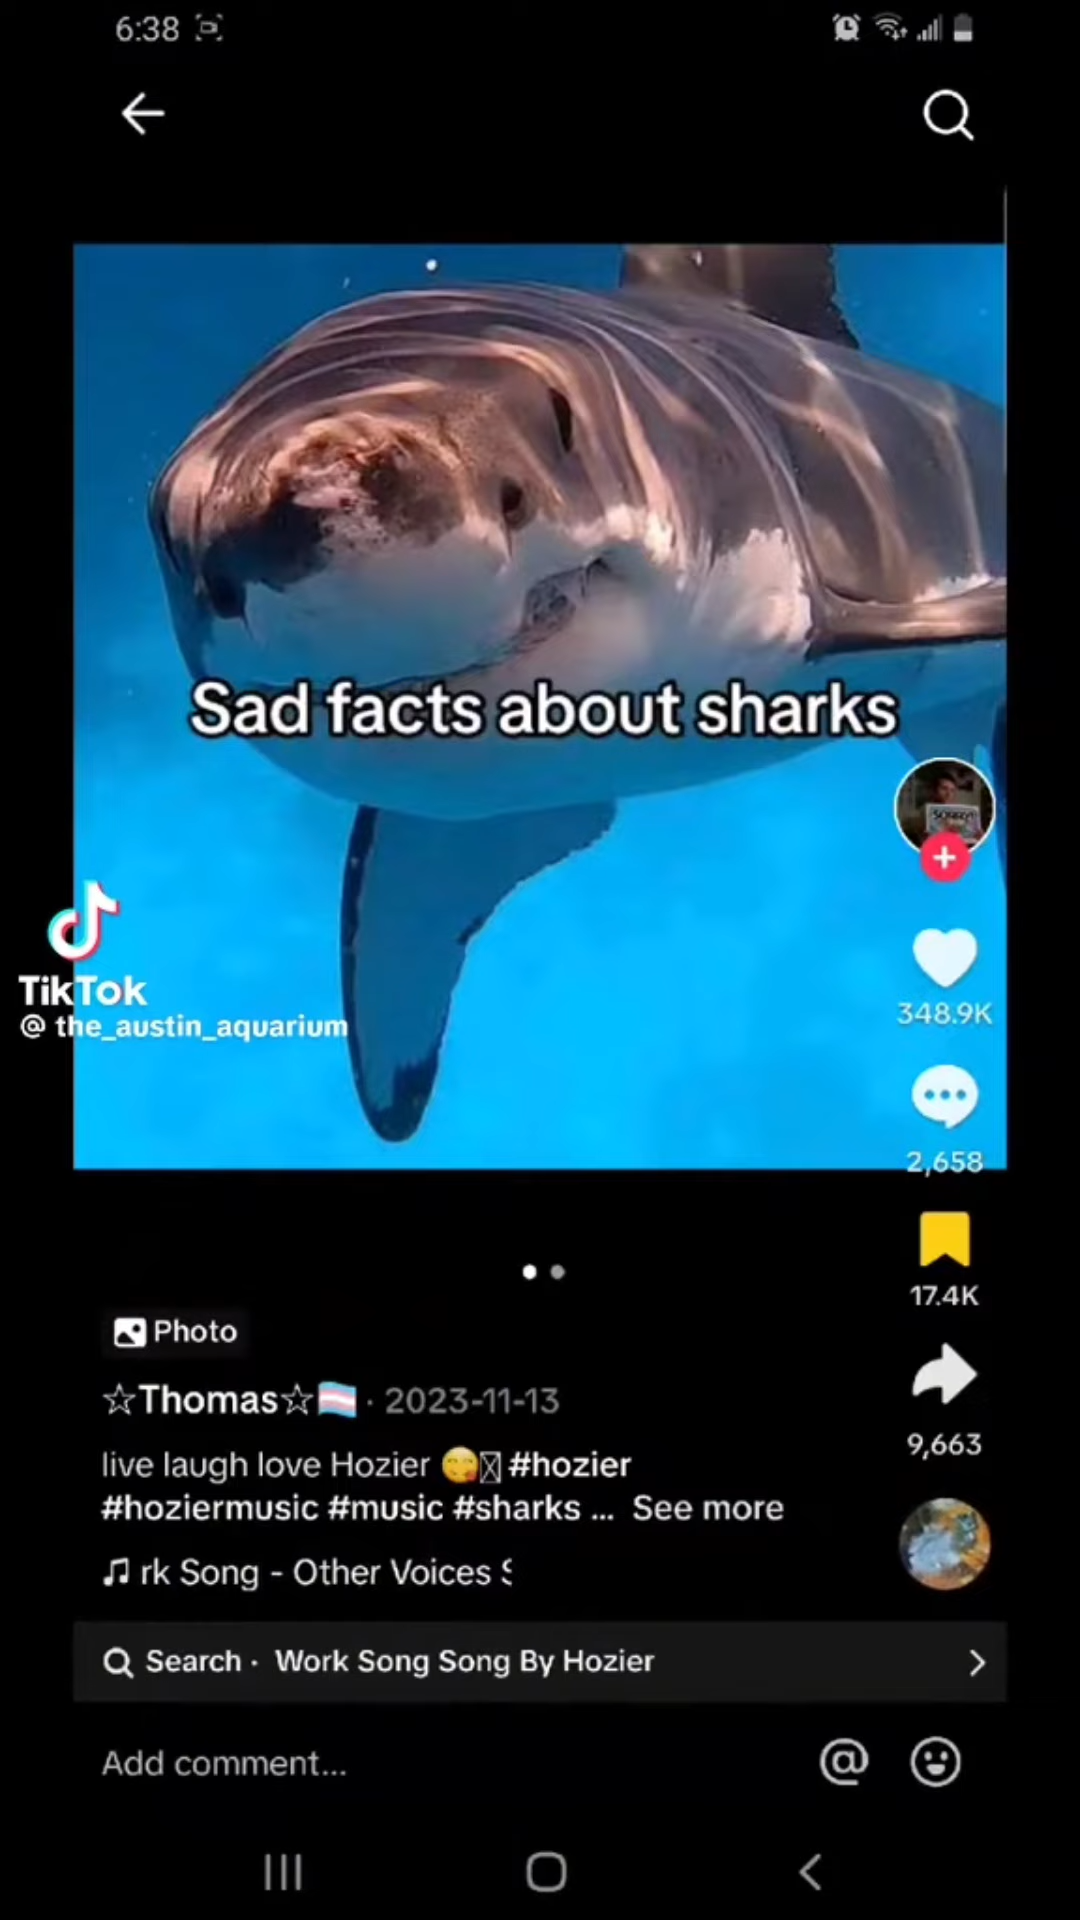 6:38
Sad facts about sharks
SORRY!
TikTok
@ the_austin_aquarium
348.9K
2,658
17.4K
Photo
☆Thomas☆🏳️‍⚧️ · 2023-11-13
9,663
live laugh love Hozier 😋 #hozier
#hoziermusic #music #sharks ... See more
rk Song - Other Voices S
Search · Work Song Song By Hozier
Add comment...